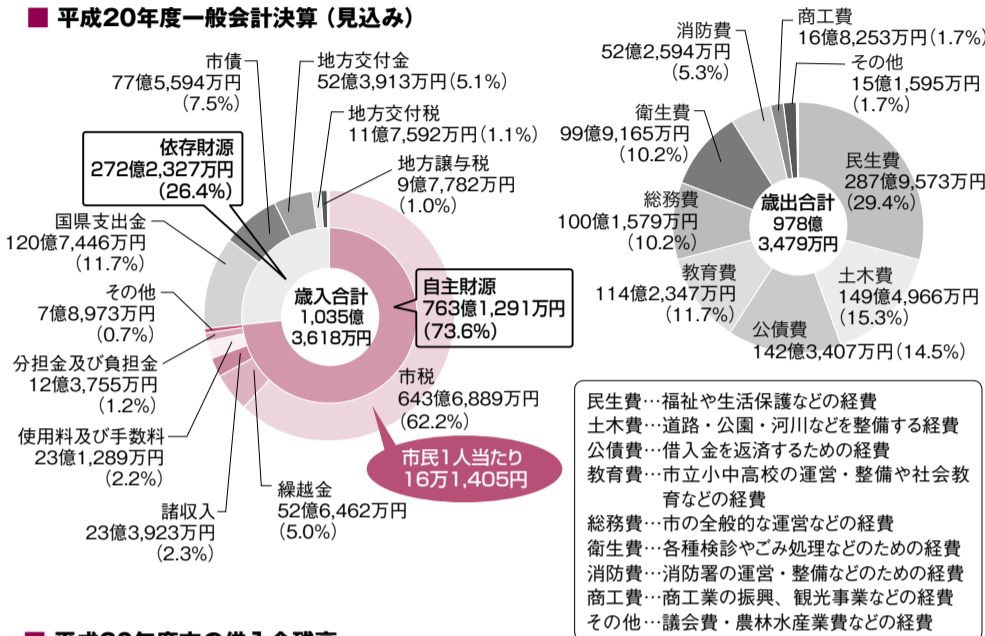 ■ 平成20年度一般会計決算（見込み）
市債
77億5,594万円
（7.5%）
地方交付金
52億3,913万円（5.1%）
地方交付税
11億7,592万円（1.1%）
地方譲与税
9億7,782万円
（1.0%）
依存財源
272億2,327万円
（26.4%）
国県支出金
120億7,446万円
（11.7%）
その他
7億8,973万円
（0.7%）
分担金及び負担金
12億3,755万円
（1.2%）
使用料及び手数料
23億1,289万円
（2.2%）
諸収入
23億3,923万円
（2.3%）
繰越金
52億6,462万円
（5.0%）
歳入合計
1,035億
3,618万円
自主財源
763億1,291万円
（73.6%）
市税
643億6,889万円
（62.2%）
市民1人当たり
16万1,405円
消防費
52億2,594万円
（5.3%）
商工費
16億8,253万円（1.7%）
その他
15億1,595万円
（1.7%）
衛生費
99億9,165万円
（10.2%）
総務費
100億1,579万円
（10.2%）
教育費
114億2,347万円
（11.7%）
公債費
142億3,407万円（14.5%）
土木費
149億4,966万円
（15.3%）
民生費
287億9,573万円
（29.4%）
歳出合計
978億
3,479万円
民生費…福祉や生活保護などの経費
土木費…道路・公園・河川などを整備する経費
公債費…借入金を返済するための経費
教育費…市立小中高校の運営・整備や社会教
育などの経費
総務費…市の全般的な運営などの経費
衛生費…各種検診やごみ処理などのための経費
消防費…消防署の運営・整備などのための経費
商工費…商工業の振興、観光事業などの経費
その他…議会費・農林水産業費などの経費